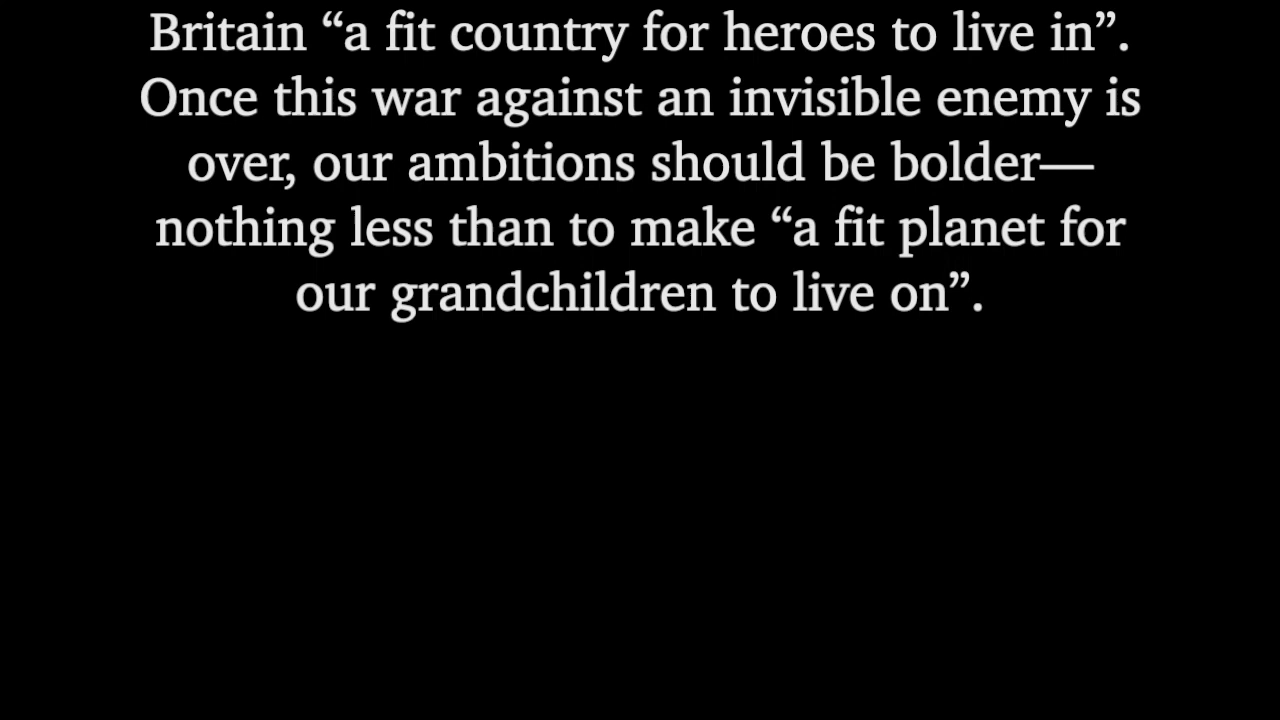 Britain “a fit country for heroes to live in”.
Once this war against an invisible enemy is
over, our ambitions should be bolder—
nothing less than to make “a fit planet for
our grandchildren to live on”.